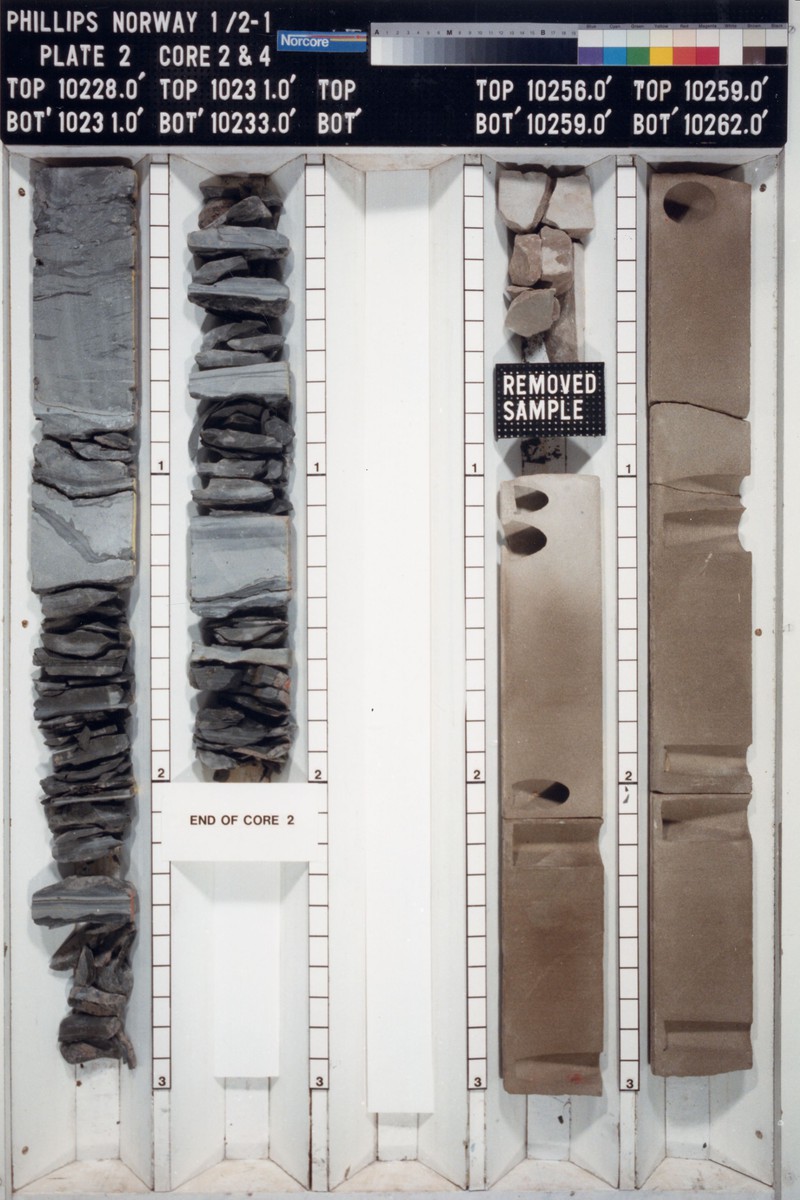 PHILLIPS NORWAY 1/2-1
PLATE 2 CORE 2 & 4
Norcore
TOP 10228.0′ TOP 10231.0′ TOP TOP 10256.0′ TOP 10259.0′
BOT′ 10231.0′ BOT′ 10233.0′ BOT′ BOT′ 10259.0′ BOT′ 10262.0′
REMOVED
SAMPLE
1 1 1 1
2 2 2 2
END OF CORE 2
3 3 3 3